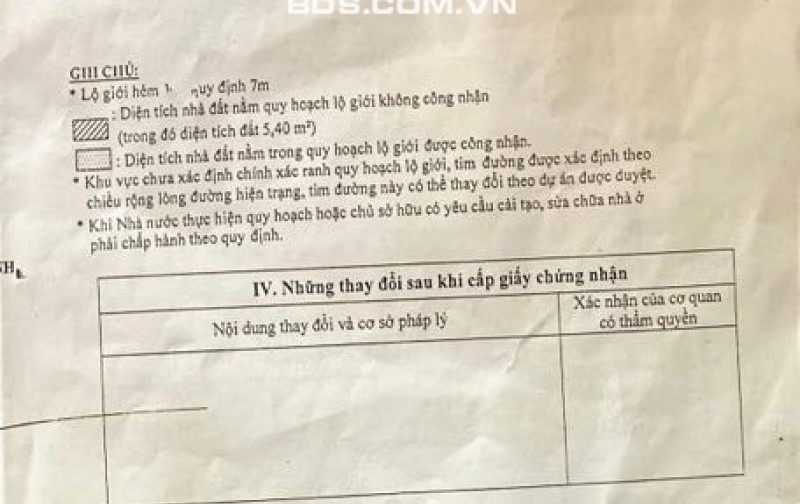 BDS.COM.VN
GHI CHÚ:
* Lộ giới hẻm quy định 7m
: Diện tích nhà đất nằm quy hoạch lộ giới không công nhận
(trong đó diện tích đất 5,40 m²)
: Diện tích nhà đất nằm trong quy hoạch lộ giới được công nhận.
* Khu vực chưa xác định chính xác ranh quy hoạch lộ giới, tim đường được xác định theo
chiều rộng lòng đường hiện trạng, tim đường này có thể thay đổi theo dự án được duyệt.
* Khi Nhà nước thực hiện quy hoạch hoặc chủ sở hữu có yêu cầu cải tạo, sửa chữa nhà ở
phải chấp hành theo quy định.
IV. Những thay đổi sau khi cấp giấy chứng nhận
Nội dung thay đổi và cơ sở pháp lý
Xác nhận của cơ quan
có thẩm quyền